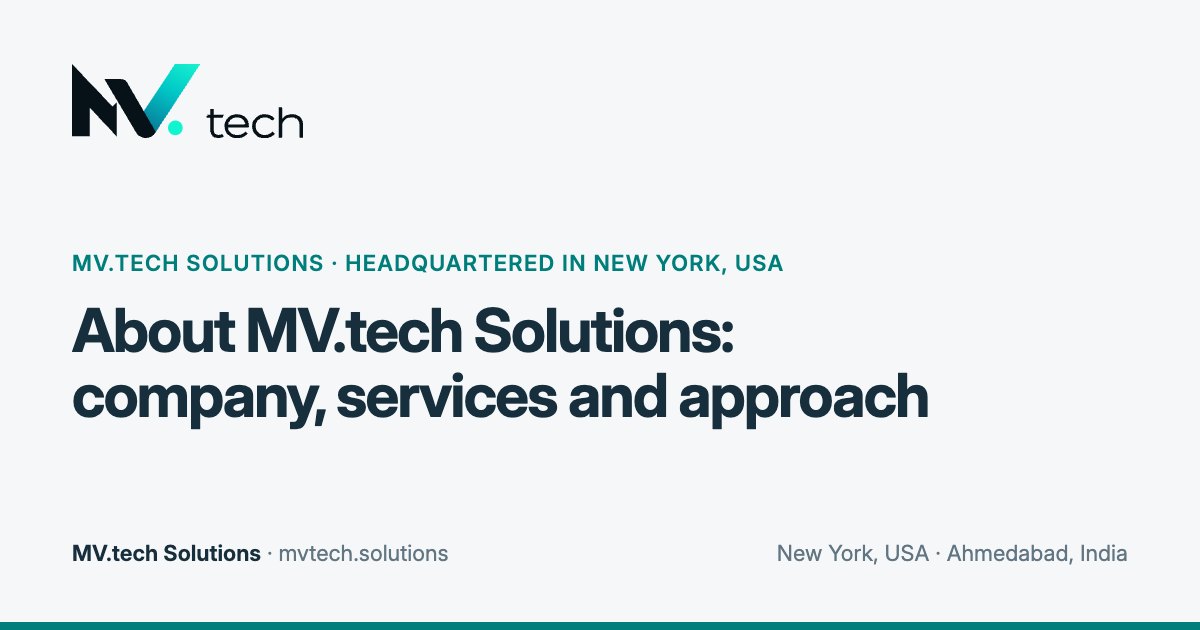 MV. tech
MV.TECH SOLUTIONS · HEADQUARTERED IN NEW YORK, USA
About MV.tech Solutions:
company, services and approach
MV.tech Solutions · mvtech.solutions
New York, USA · Ahmedabad, India